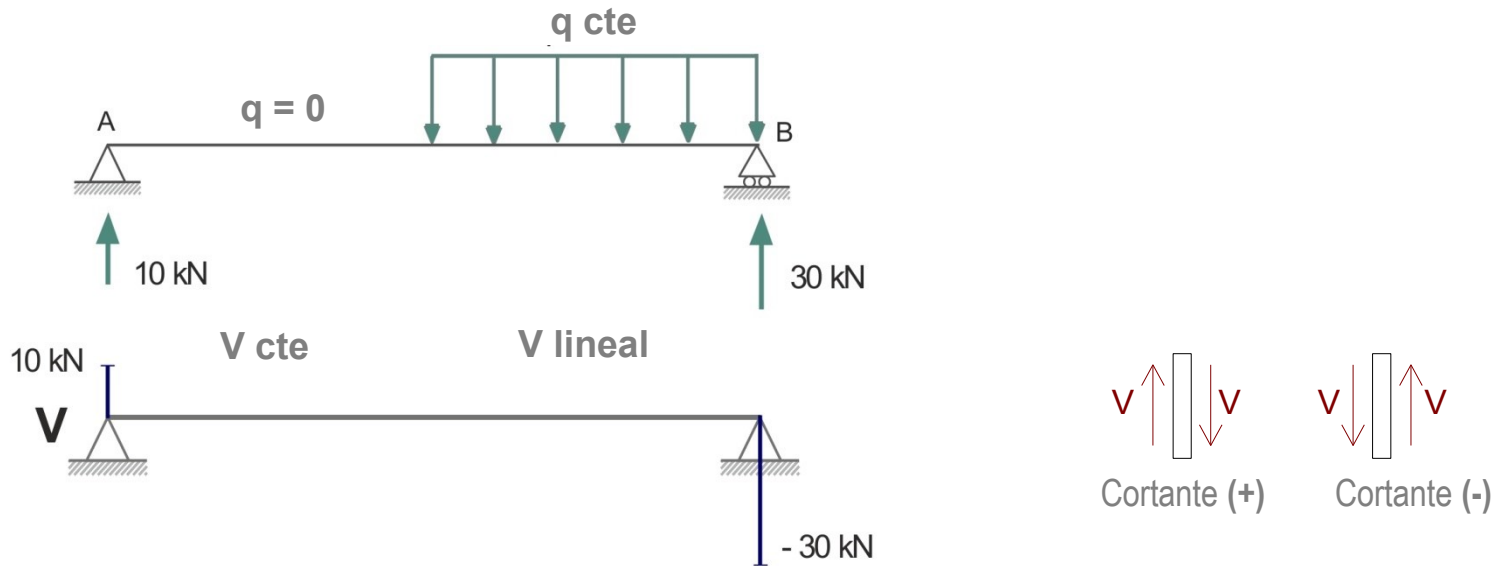 q cte
q = 0
A
B
10 kN
30 kN
V cte
V lineal
10 kN
V
- 30 kN
V V V V
Cortante (+) Cortante (-)